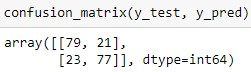 confusion_matrix(y_test, y_pred)
array([[79, 21],
       [23, 77]], dtype=int64)